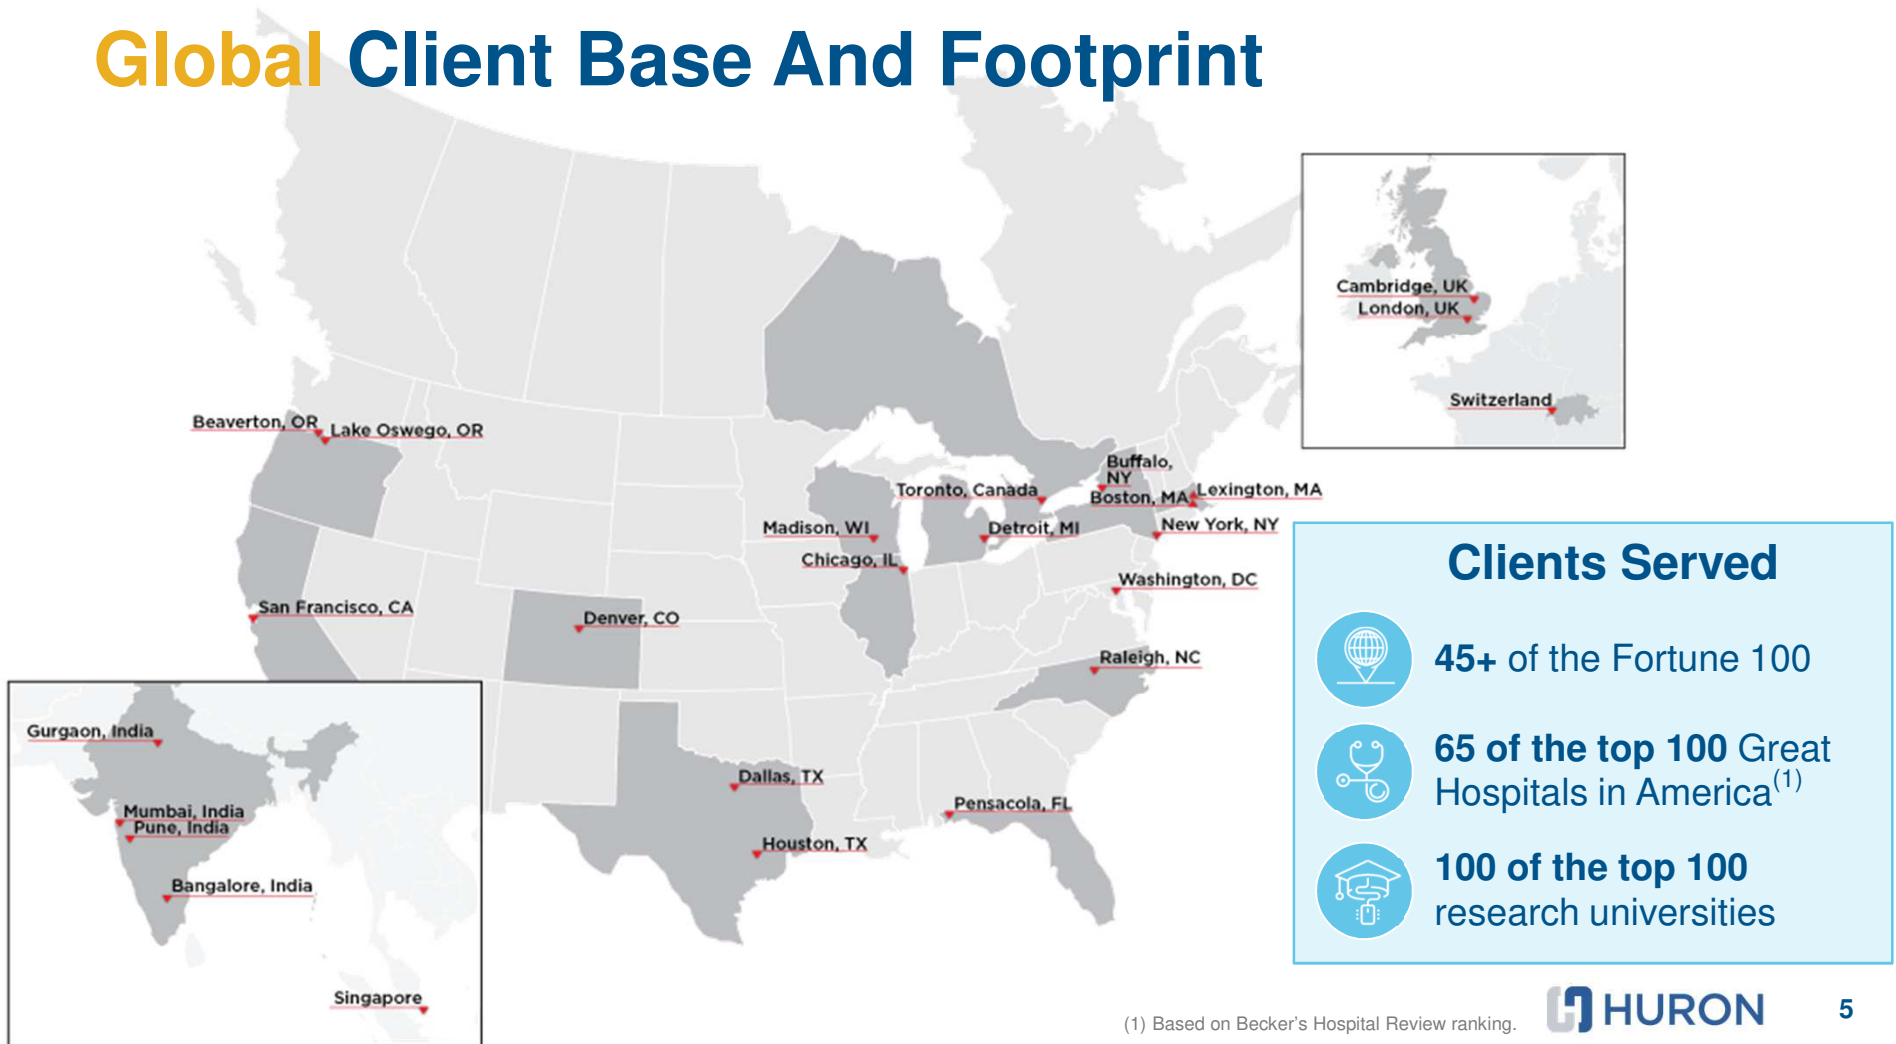 Global Client Base And Footprint
Cambridge, UK
London, UK
Switzerland
Beaverton, OR
Lake Oswego, OR
Buffalo,
NY
Toronto, Canada
Boston, MA
Lexington, MA
Madison, WI
Detroit, MI
New York, NY
Chicago, IL
Washington, DC
San Francisco, CA
Denver, CO
Raleigh, NC
Dallas, TX
Pensacola, FL
Houston, TX
Gurgaon, India
Mumbai, India
Pune, India
Bangalore, India
Singapore
Clients Served
45+ of the Fortune 100
65 of the top 100 Great
Hospitals in America(1)
100 of the top 100
research universities
(1) Based on Becker's Hospital Review ranking.
HURON
5